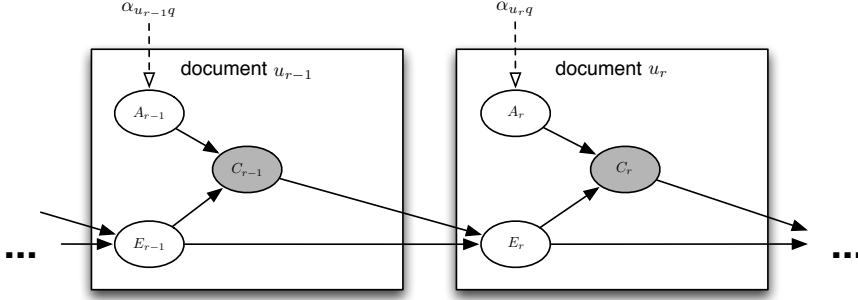 α_{u_{r−1}q} α_{u_r q}
document u_{r−1} document u_r
A_{r−1} A_r
C_{r−1} C_r
E_{r−1} E_r
... ...